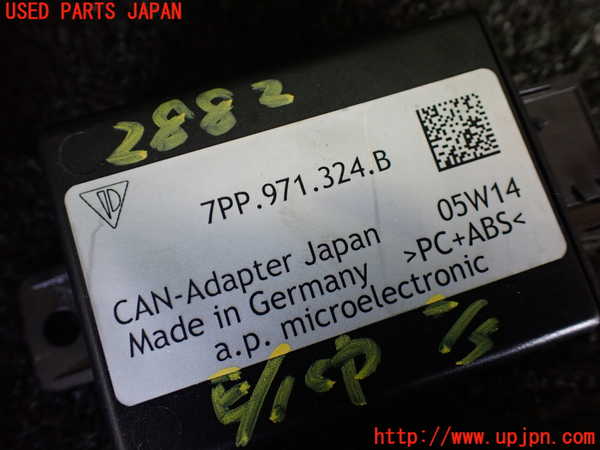 USED PARTS JAPAN
2882
7PP.971.324.B
05W14
CAN-Adapter Japan
>PC+ABS<
Made in Germany
a.p. microelectronic
http://www.upjpn.com